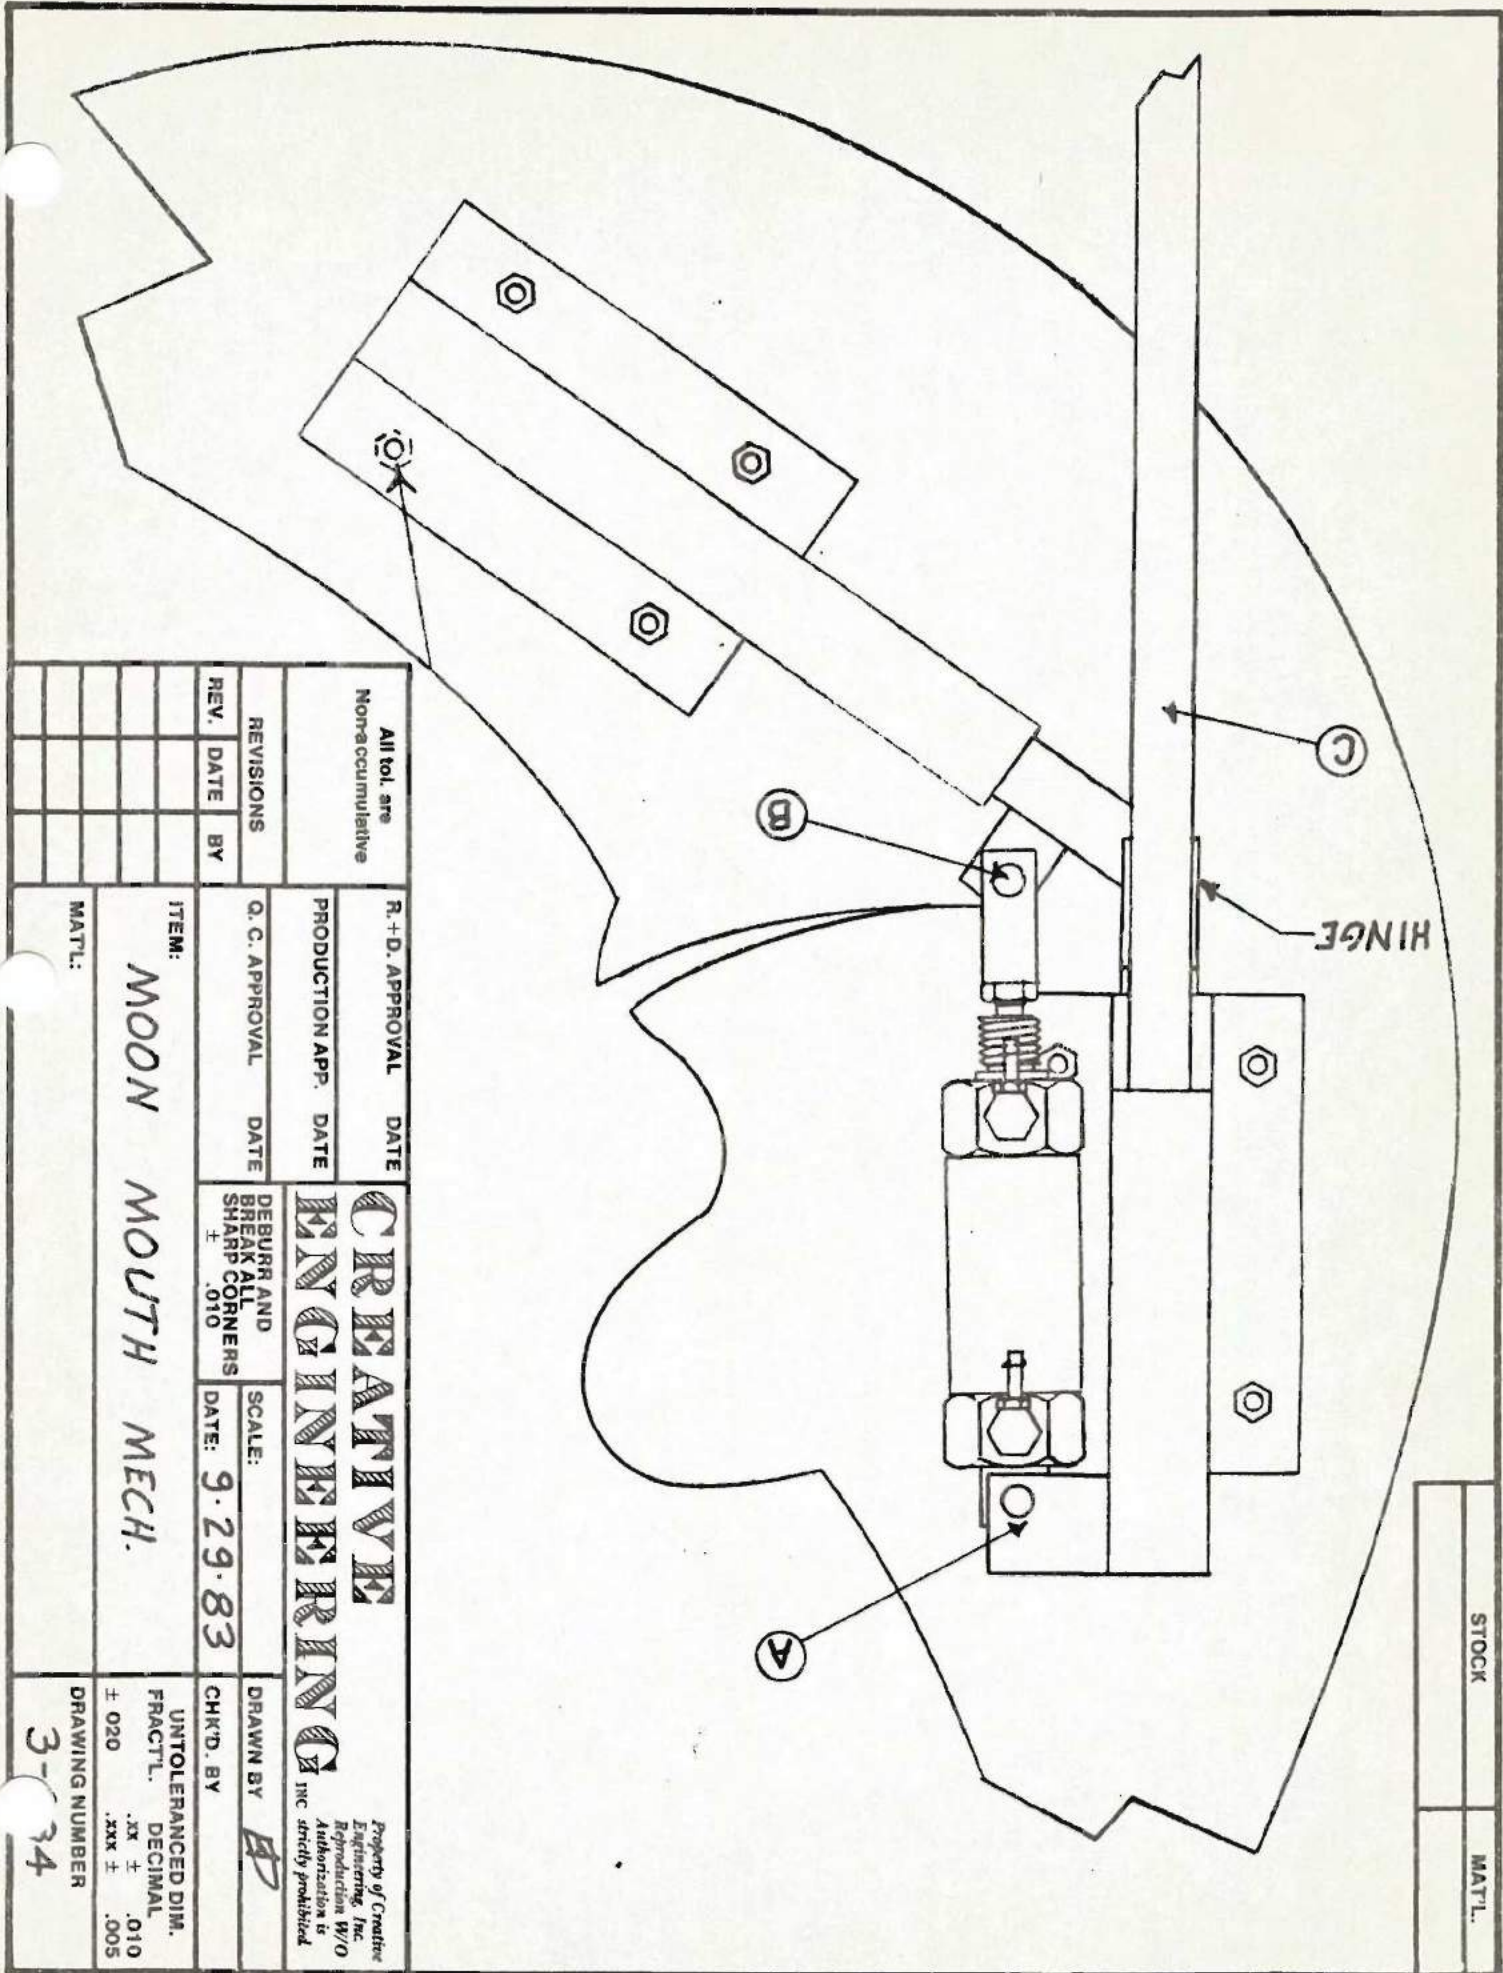 STOCK
MAT'L.
C
HINGE
B
A
All tol. are
Non-accumulative
REVISIONS
REV. DATE BY
R.+D. APPROVAL DATE
PRODUCTION APP. DATE
Q. C. APPROVAL DATE
CREATIVE
ENGINEERING INC
Property of Creative
Engineering, Inc.
Reproduction W/O
Authorization is
strictly prohibited
DEBURR AND
BREAK ALL
SHARP CORNERS
± .010
SCALE:
DATE: 9·29·83
DRAWN BY
CHK'D. BY
ITEM:
MOON MOUTH MECH.
UNTOLERANCED DIM.
FRACT'L. DECIMAL
.XX ± .010
± 020 .XXX ± .005
MAT'L:
DRAWING NUMBER